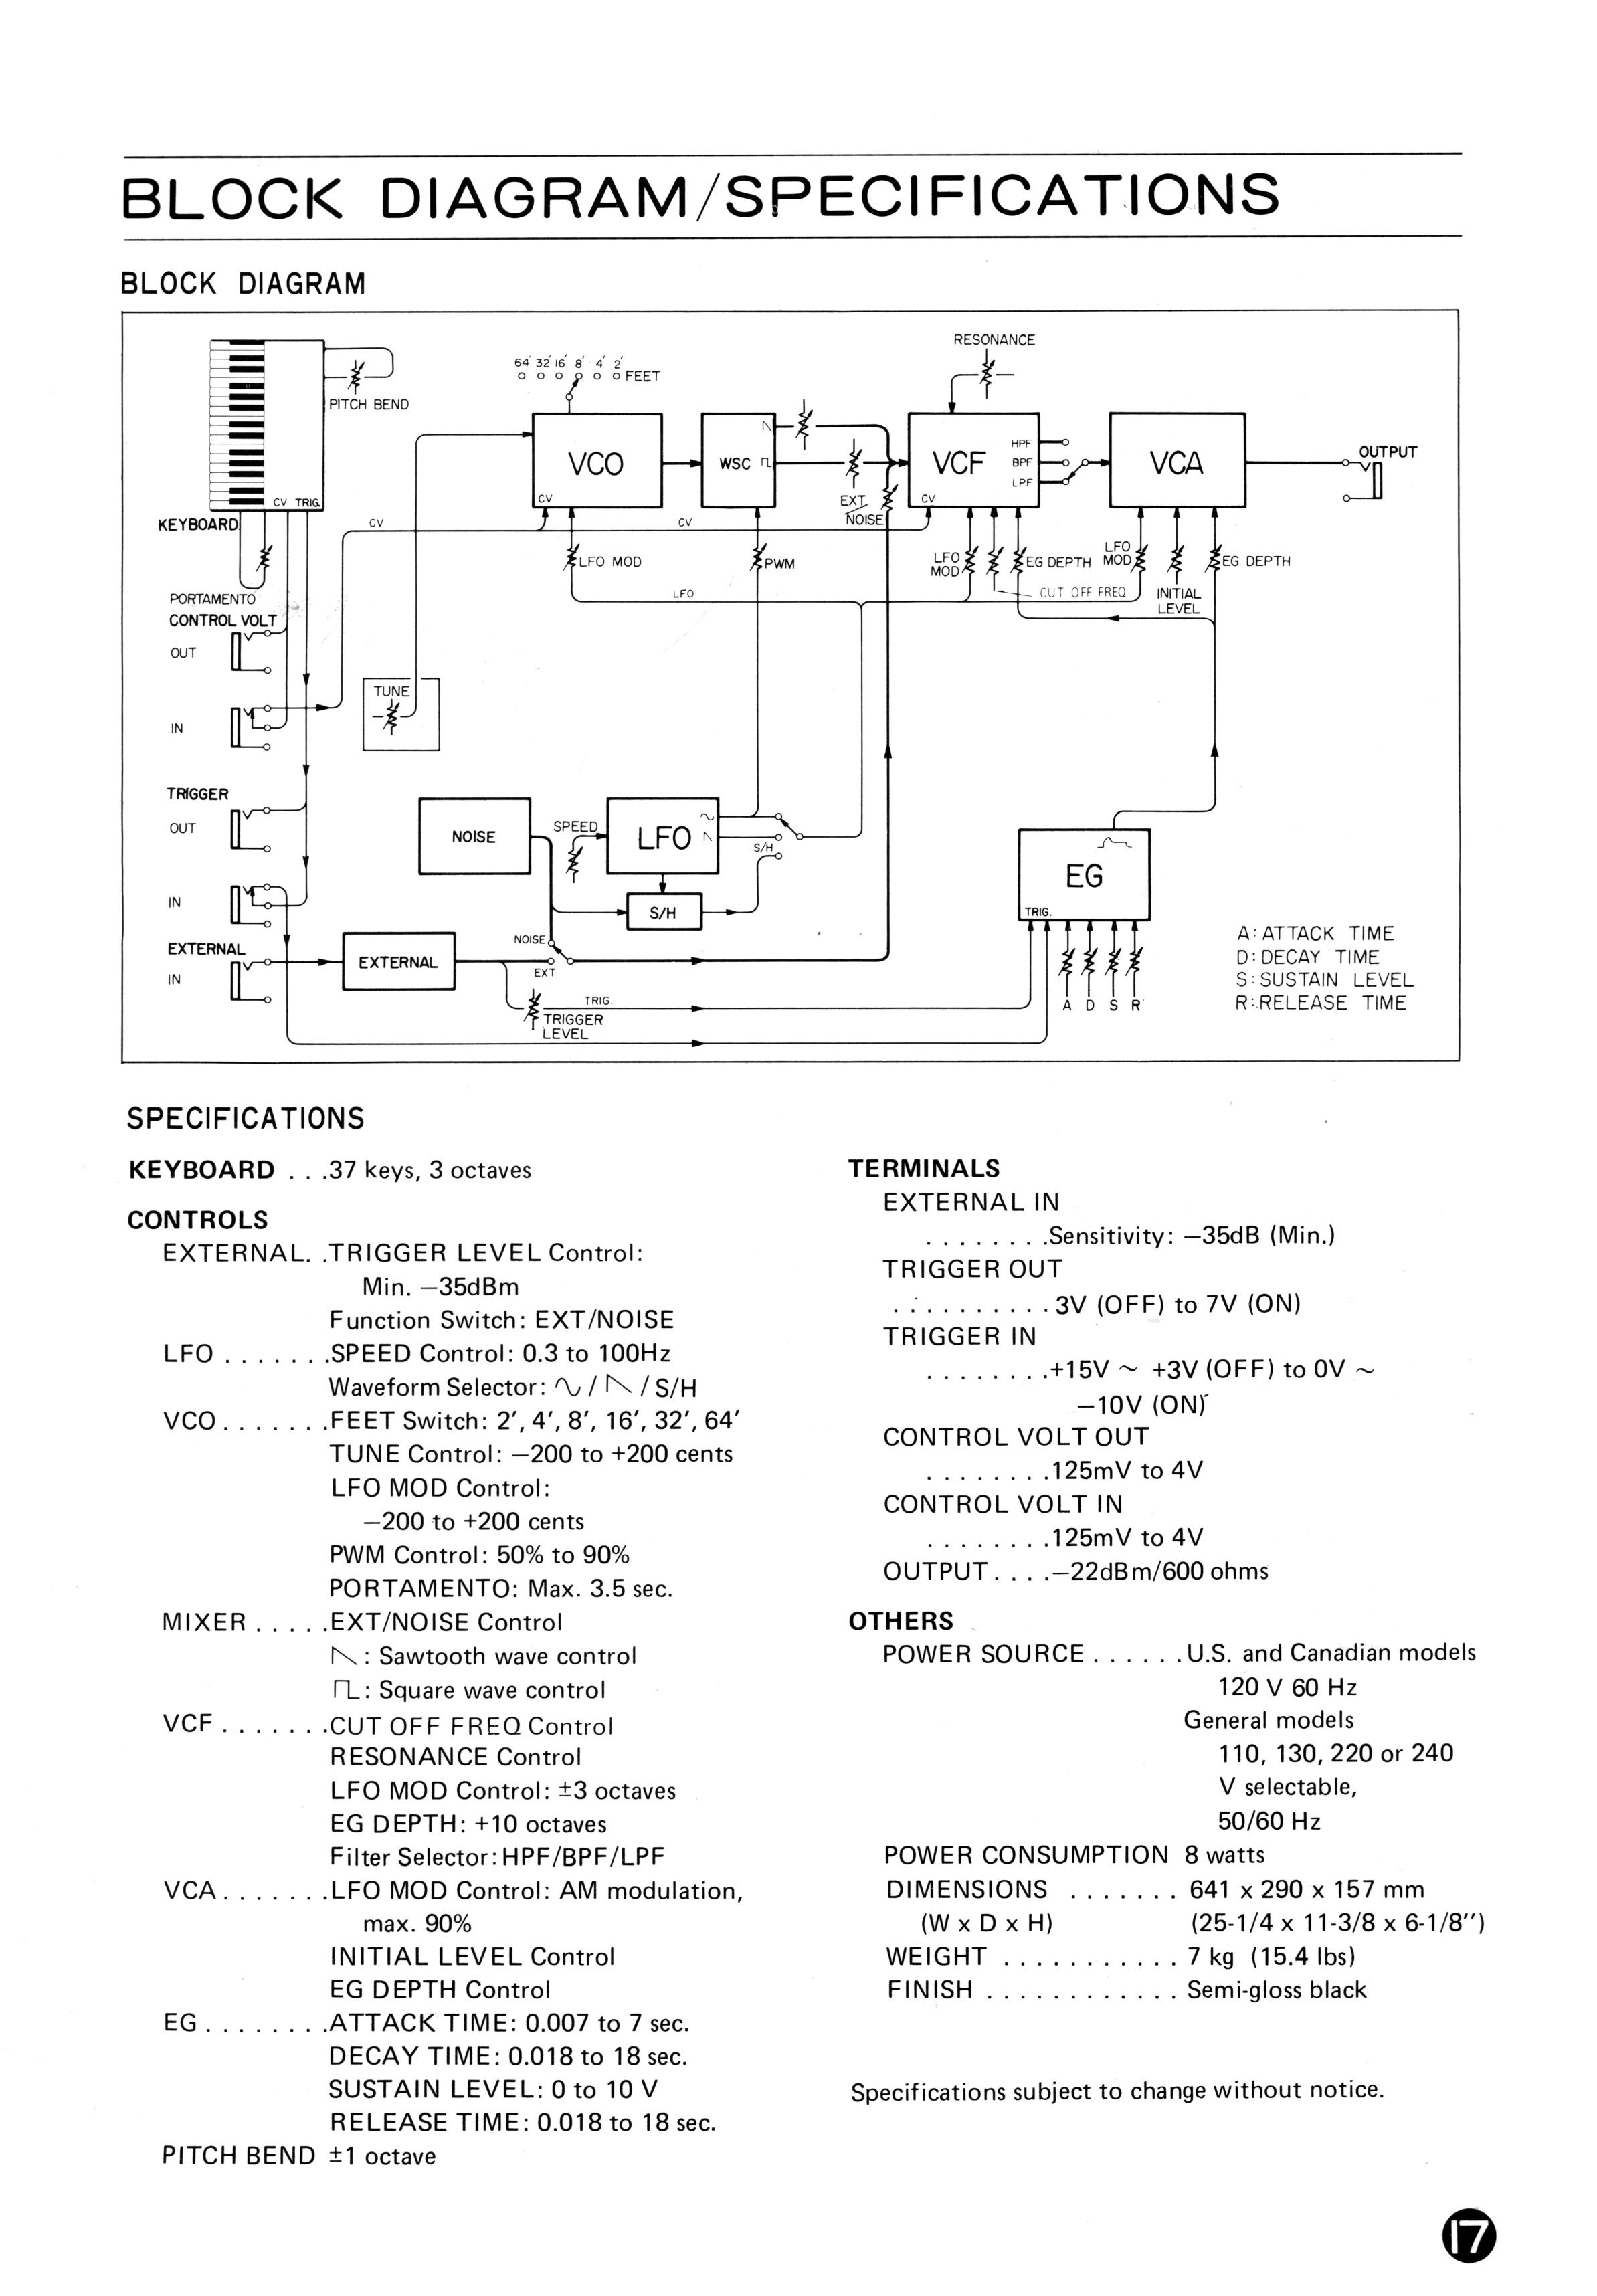 BLOCK DIAGRAM/SPECIFICATIONS
BLOCK DIAGRAM
RESONANCE
64' 32' 16' 8' 4' 2'
FEET
PITCH BEND
OUTPUT
VCO
WSC
VCF
HPF
BPF
LPF
VCA
CV TRIG.
CV
CV
KEYBOARD
CV
CV
EXT/NOISE
LFO MOD
PWM
LFO MOD
EG DEPTH
LFO MOD
EG DEPTH
PORTAMENTO
LFO
CUT OFF FREQ
INITIAL LEVEL
CONTROL VOLT
OUT
TUNE
IN
TRIGGER
OUT
NOISE
SPEED
LFO
S/H
EG
IN
S/H
TRIG.
NOISE
EXTERNAL
EXTERNAL
IN
EXT
TRIG.
TRIGGER
LEVEL
A D S R
A: ATTACK TIME
D: DECAY TIME
S: SUSTAIN LEVEL
R: RELEASE TIME
SPECIFICATIONS
KEYBOARD . . .37 keys, 3 octaves
CONTROLS
EXTERNAL. .TRIGGER LEVEL Control:
Min. −35dBm
Function Switch: EXT/NOISE
LFO . . . . . . .SPEED Control: 0.3 to 100Hz
Waveform Selector: ∿ / ◺ / S/H
VCO . . . . . . .FEET Switch: 2', 4', 8', 16', 32', 64'
TUNE Control: −200 to +200 cents
LFO MOD Control:
−200 to +200 cents
PWM Control: 50% to 90%
PORTAMENTO: Max. 3.5 sec.
MIXER . . . . .EXT/NOISE Control
: Sawtooth wave control
: Square wave control
VCF . . . . . . .CUT OFF FREQ Control
RESONANCE Control
LFO MOD Control: ±3 octaves
EG DEPTH: +10 octaves
Filter Selector: HPF/BPF/LPF
VCA . . . . . . .LFO MOD Control: AM modulation,
max. 90%
INITIAL LEVEL Control
EG DEPTH Control
EG . . . . . . . .ATTACK TIME: 0.007 to 7 sec.
DECAY TIME: 0.018 to 18 sec.
SUSTAIN LEVEL: 0 to 10 V
RELEASE TIME: 0.018 to 18 sec.
PITCH BEND ±1 octave
TERMINALS
EXTERNAL IN
. . . . . . . .Sensitivity: −35dB (Min.)
TRIGGER OUT
. . . . . . . . . . 3V (OFF) to 7V (ON)
TRIGGER IN
. . . . . . . .+15V ~ +3V (OFF) to 0V ~
−10V (ON)
CONTROL VOLT OUT
. . . . . . . .125mV to 4V
CONTROL VOLT IN
. . . . . . . .125mV to 4V
OUTPUT . . . .−22dBm/600 ohms
OTHERS
POWER SOURCE . . . . . . U.S. and Canadian models
120 V 60 Hz
General models
110, 130, 220 or 240
V selectable,
50/60 Hz
POWER CONSUMPTION 8 watts
DIMENSIONS . . . . . . . 641 x 290 x 157 mm
(W x D x H) (25-1/4 x 11-3/8 x 6-1/8'')
WEIGHT . . . . . . . . . . . 7 kg (15.4 lbs)
FINISH . . . . . . . . . . . . Semi-gloss black
Specifications subject to change without notice.
17